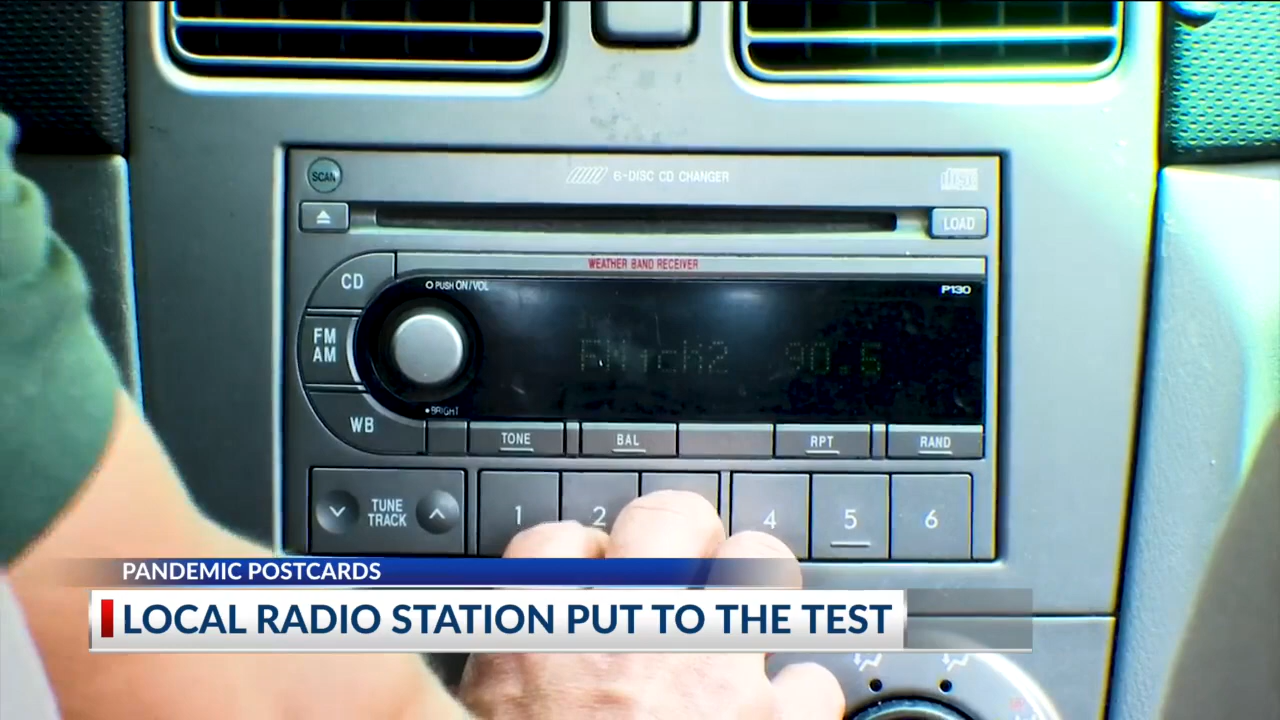 SCAN
6-DISC CD CHANGER
LOAD
WEATHER BAND RECEIVER
CD
PUSH ON/VOL
P130
FM
AM
90.5
BRIGHT
WB
TONE
BAL
RPT
RAND
TUNE
TRACK
1
2
4
5
6
PANDEMIC POSTCARDS
LOCAL RADIO STATION PUT TO THE TEST